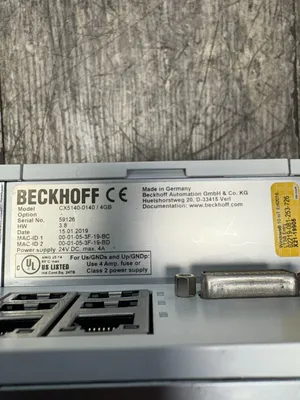 BECKHOFF CE
Model CX5140-0140 / 4GB
Option
Ser.No. 59126
HW 3.8
Date 15.01.2019
MAC-ID 1 00-01-05-3F-19-BC
MAC-ID 2 00-01-05-3F-19-BD
Power supply 24V DC, max. 4A
Made in Germany
Beckhoff Automation GmbH & Co. KG
Huelshorstweg 20, D-33415 Verl
Documentation: www.beckhoff.com
UL
US LISTED
For Us/GNDs and Up/GNDp:
Use 4 Amp. fuse or
Class 2 power supply